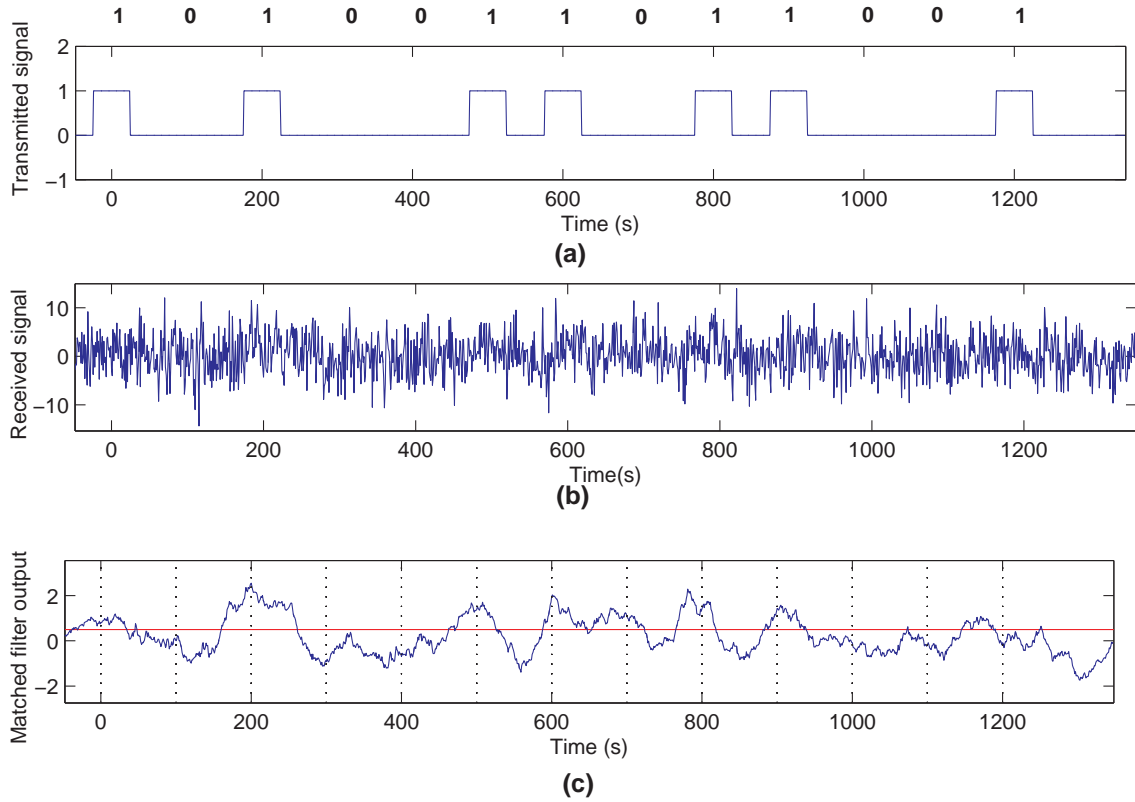 1 0 1 0 0 1 1 0 1 1 0 0 1
Transmitted signal
2
1
0
−1
0 200 400 600 800 1000 1200
Time (s)
(a)
Received signal
10
0
−10
0 200 400 600 800 1000 1200
Time(s)
(b)
Matched filter output
2
0
−2
0 200 400 600 800 1000 1200
Time (s)
(c)